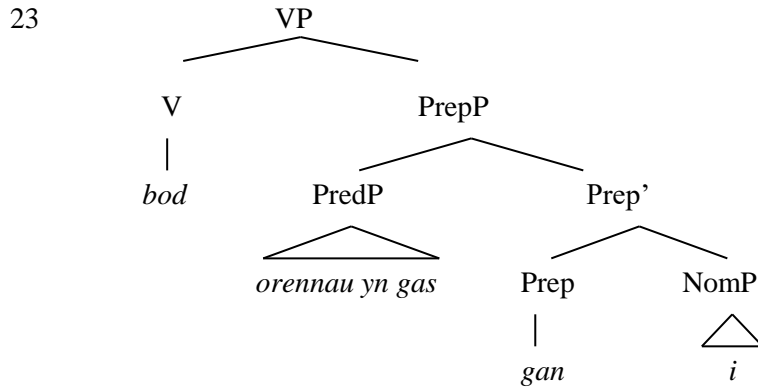 23 VP
V PrepP
bod PredP Prep’
orennau yn gas Prep NomP
gan i